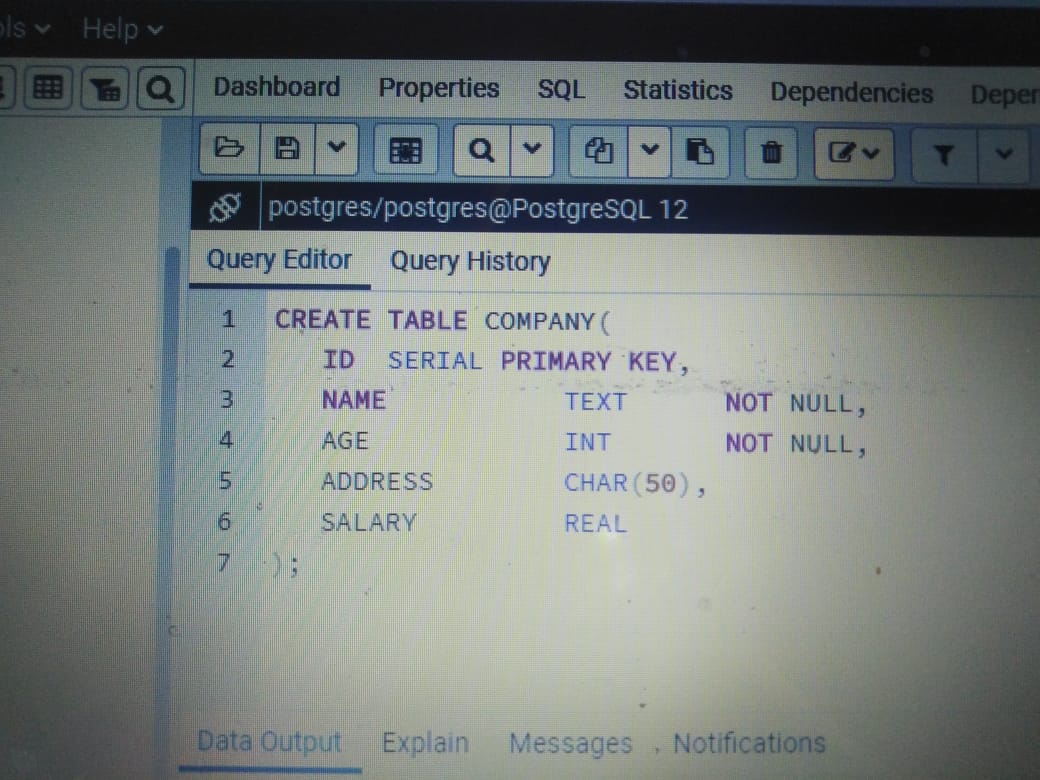 Help
Dashboard Properties SQL Statistics Dependencies
postgres/postgres@PostgreSQL 12
Query Editor Query History
1 CREATE TABLE COMPANY(
2 ID SERIAL PRIMARY KEY,
3 NAME TEXT NOT NULL,
4 AGE INT NOT NULL,
5 ADDRESS CHAR(50),
6 SALARY REAL
7 );
Data Output Explain Messages Notifications